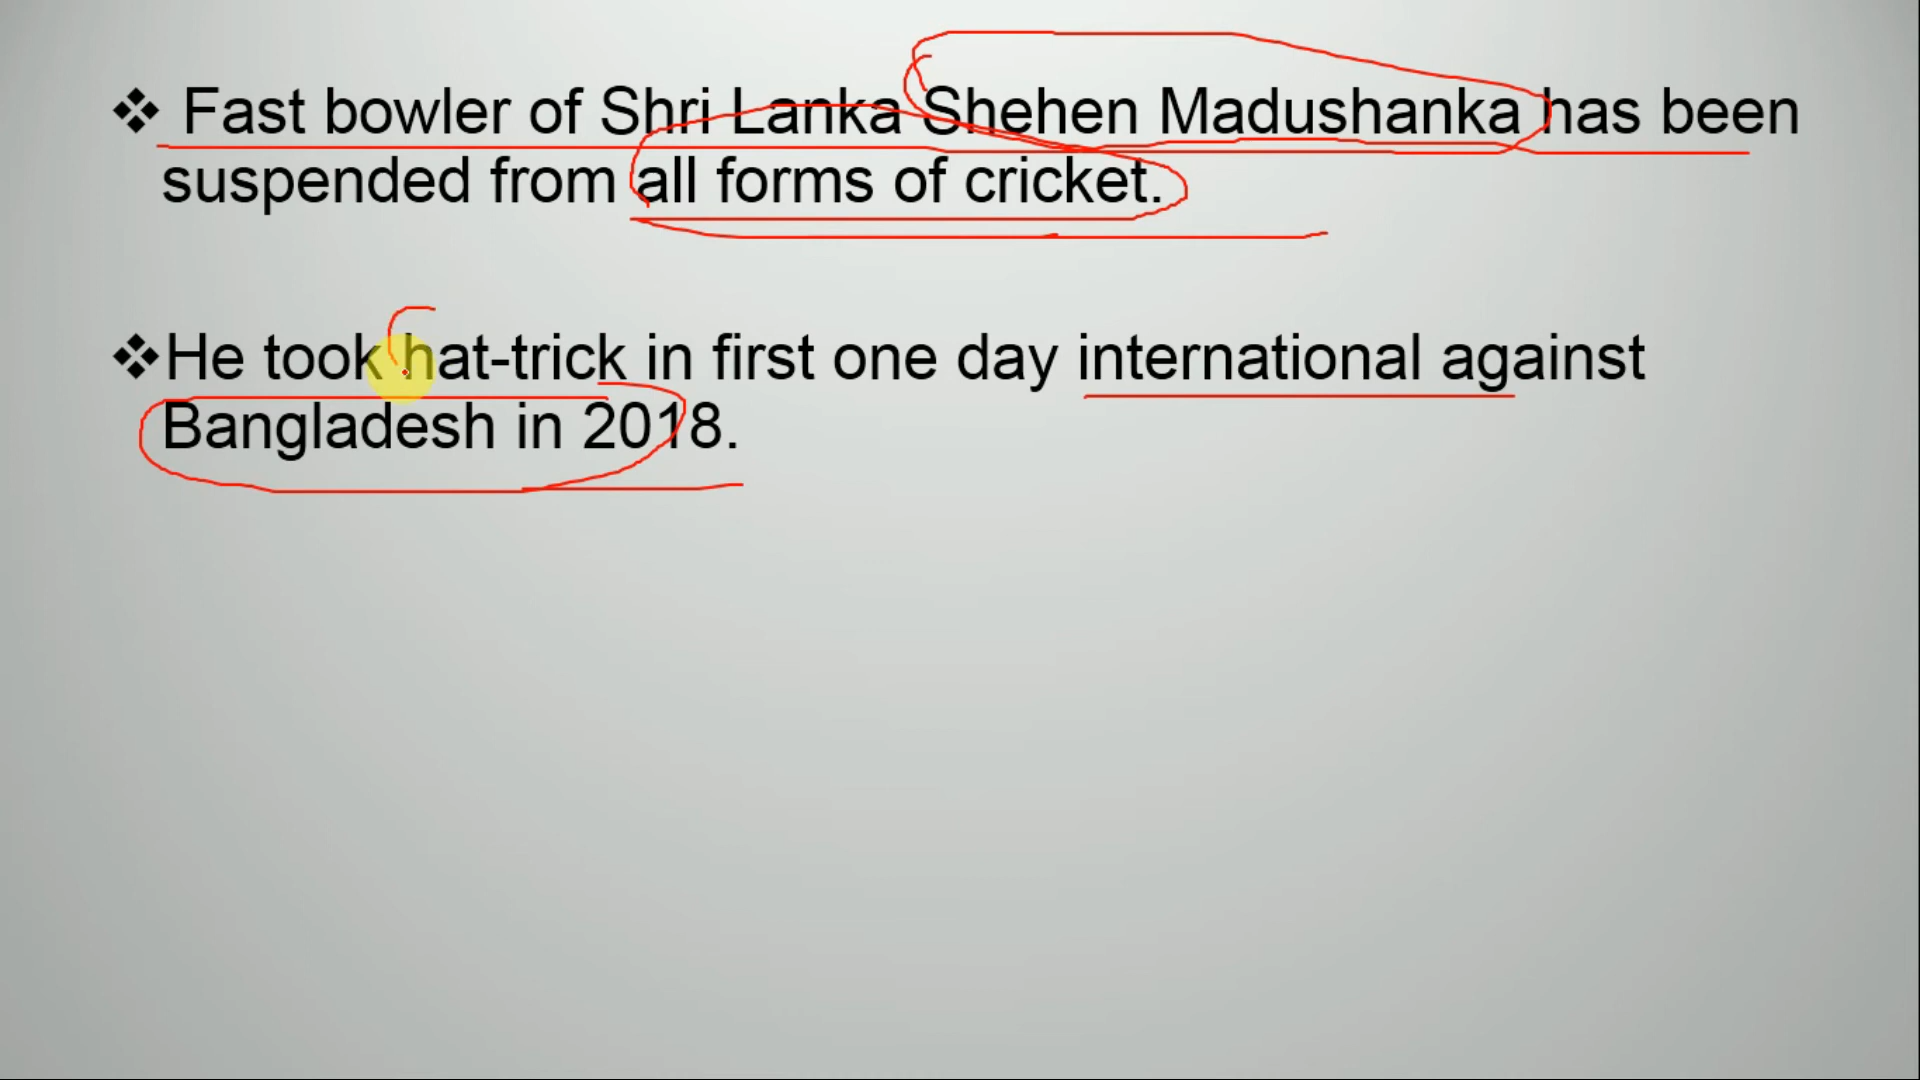 ❖ Fast bowler of Shri Lanka Shehen Madushanka has been
suspended from all forms of cricket.
❖He took hat-trick in first one day international against
Bangladesh in 2018.